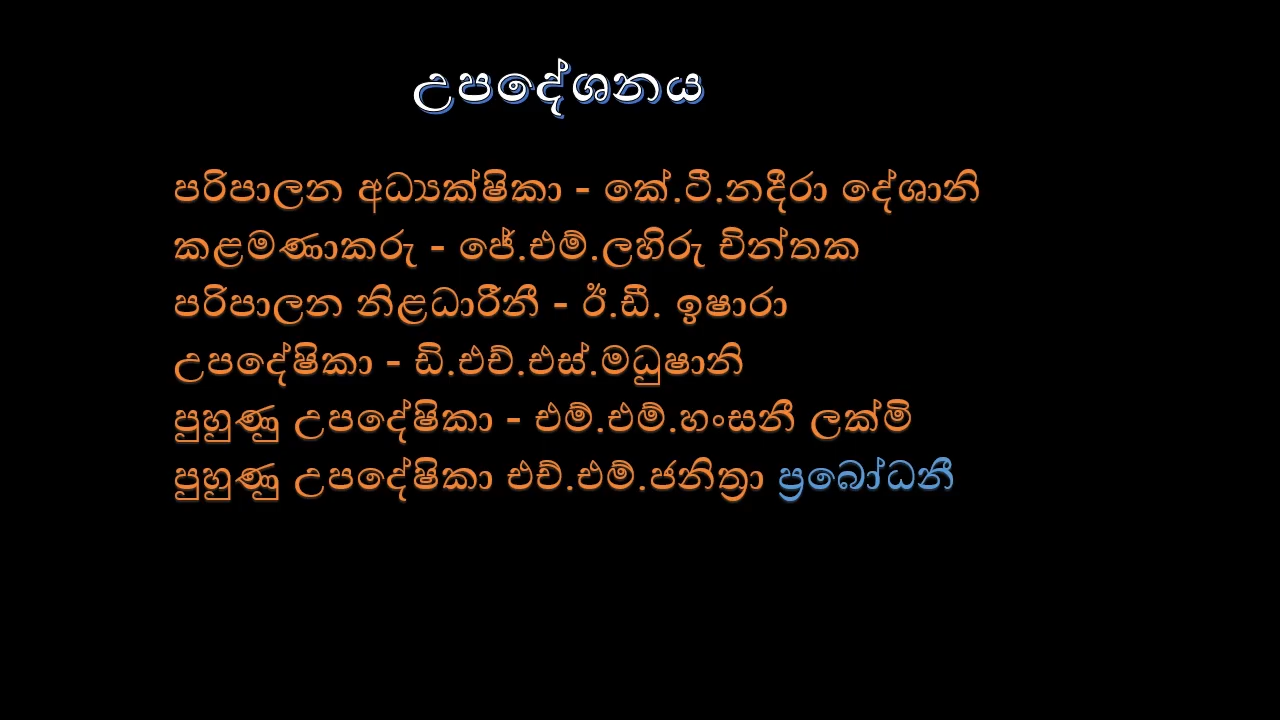 උපදේශනය
පරිපාලන අධ්‍යක්ෂිකා - කේ.ටී.නදීරා දේශානි
කළමණාකරු - ජේ.එම්.ලහිරු චින්තක
පරිපාලන නිළධාරීනී - ඊ.ඩී. ඉෂාරා
උපදේෂිකා - ඩි.එච්.එස්.මධුෂානි
පුහුණු උපදේෂිකා - එම්.එම්.හංසනී ලක්මි
පුහුණු උපදේෂිකා එච්.එම්.ජනිත්‍රා ප්‍රබෝධනී